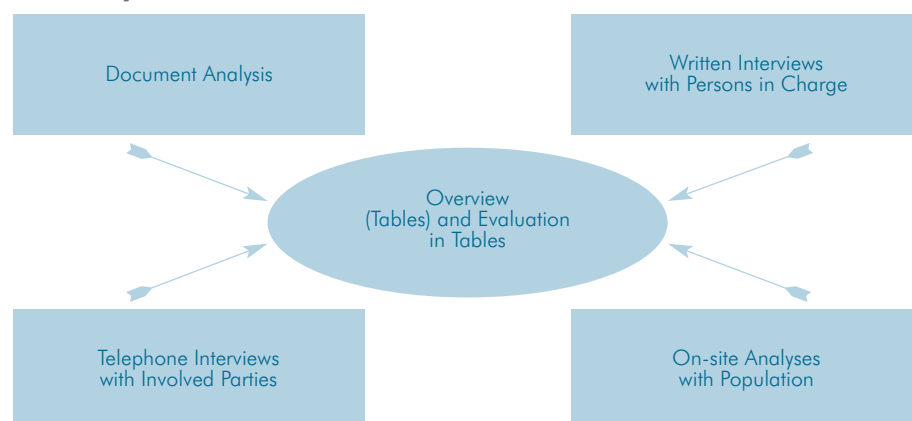 Document Analysis
Written Interviews
with Persons in Charge
Overview
(Tables) and Evaluation
in Tables
Telephone Interviews
with Involved Parties
On-site Analyses
with Population